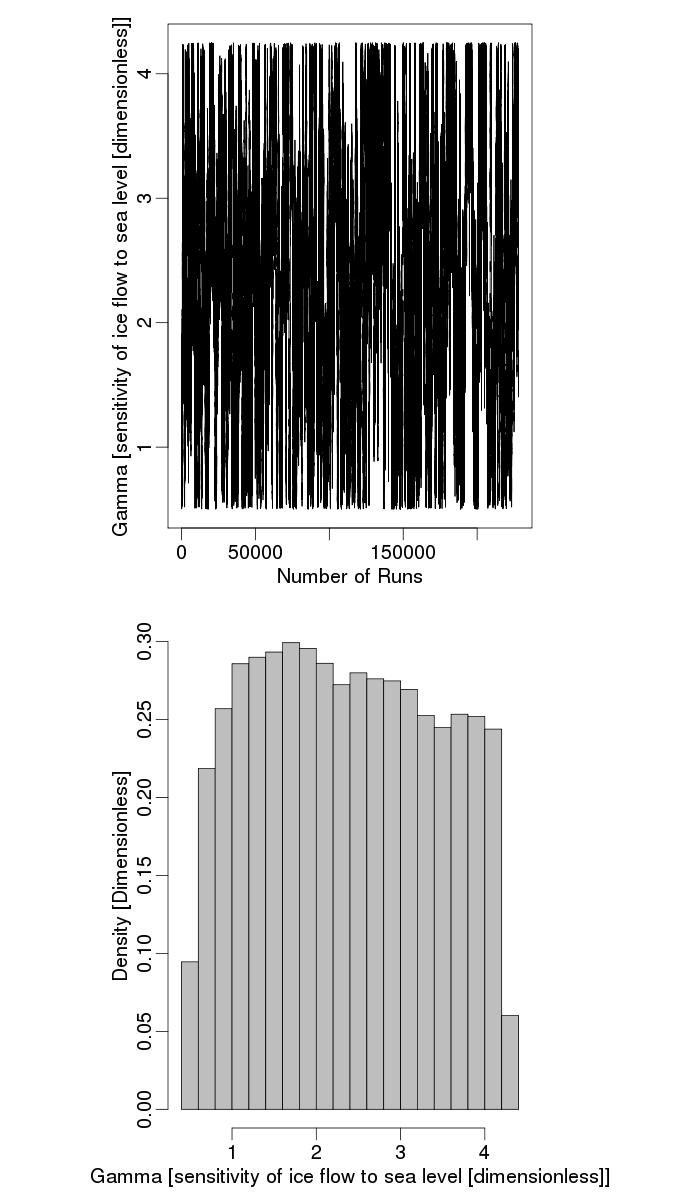 Gamma [sensitivity of ice flow to sea level [dimensionless]]
4
3
2
1
0 50000 150000
Number of Runs
Density [Dimensionless]
0.30
0.25
0.20
0.15
0.10
0.05
0.00
1 2 3 4
Gamma [sensitivity of ice flow to sea level [dimensionless]]